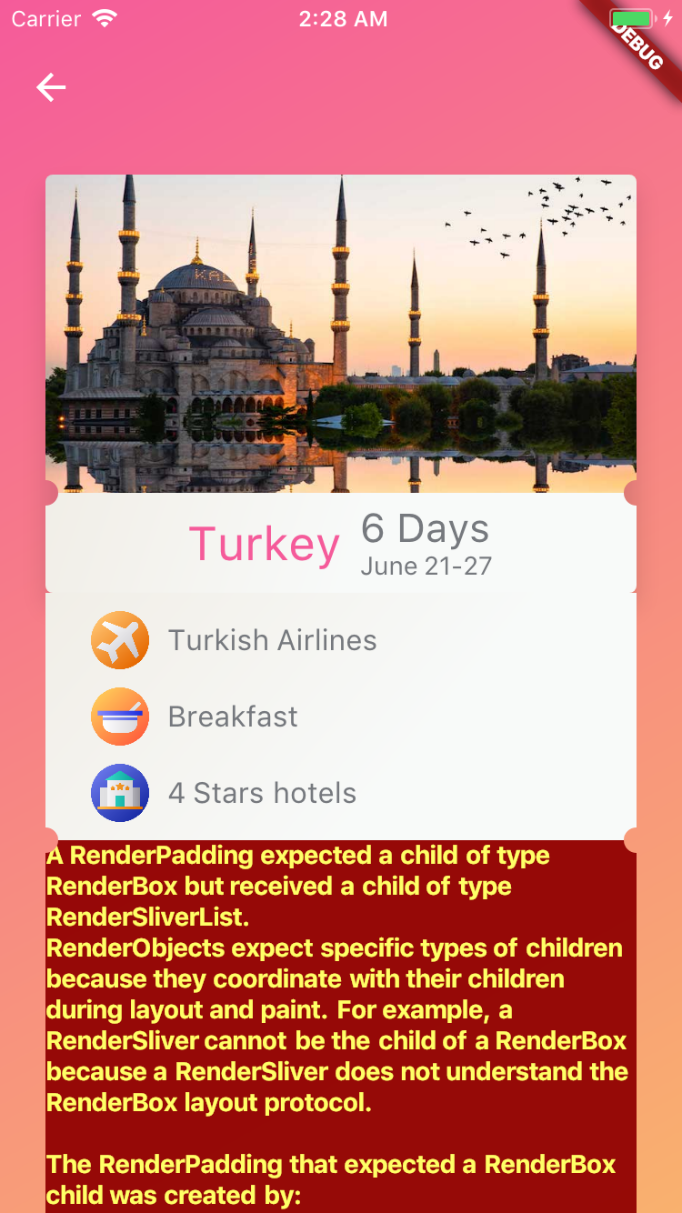 Carrier
2:28 AM
DEBUG
Turkey
6 Days
June 21-27
Turkish Airlines
Breakfast
4 Stars hotels
A RenderPadding expected a child of type
RenderBox but received a child of type
RenderSliverList.
RenderObjects expect specific types of children
because they coordinate with their children
during layout and paint. For example, a
RenderSliver cannot be the child of a RenderBox
because a RenderSliver does not understand the
RenderBox layout protocol.
The RenderPadding that expected a RenderBox
child was created by: